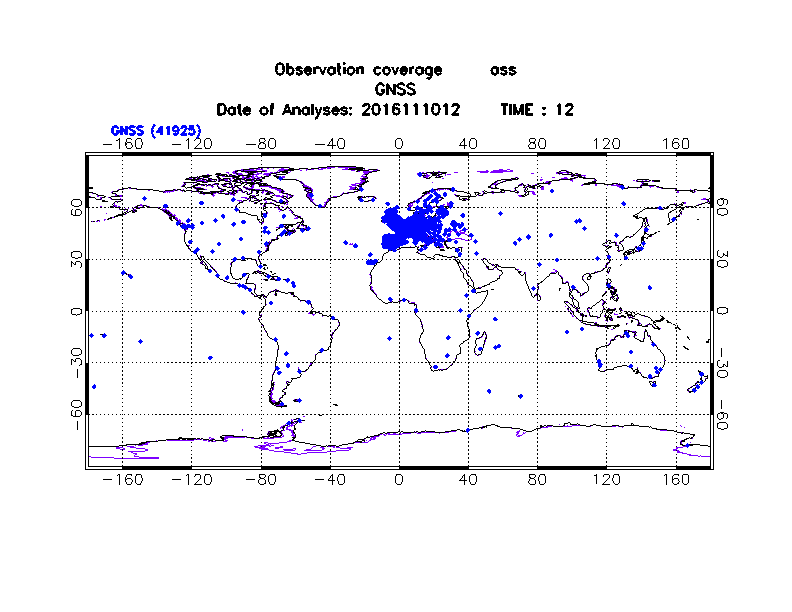 Observation coverage ass
GNSS
Date of Analyses: 2016111012 TIME : 12
GNSS (41925)
−160 −120 −80 −40 0 40 80 120 160
60 60
30 30
0 0
−30 −30
−60 −60
−160 −120 −80 −40 0 40 80 120 160